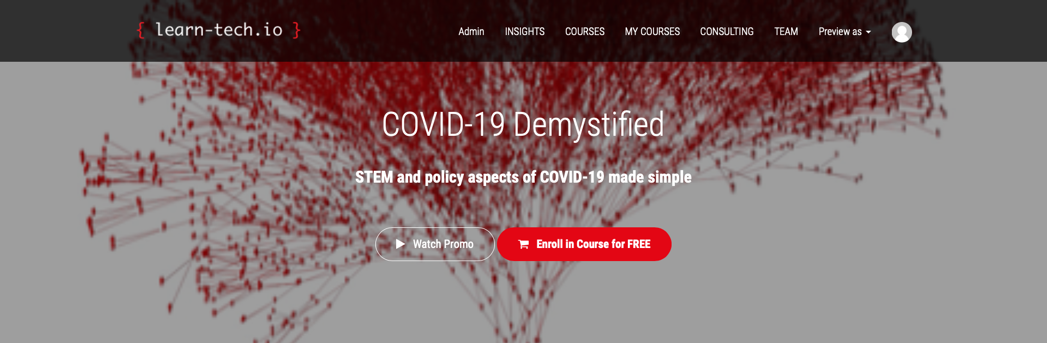 { learn-tech.io }
Admin INSIGHTS COURSES MY COURSES CONSULTING TEAM Preview as
COVID-19 Demystified
STEM and policy aspects of COVID-19 made simple
Watch Promo Enroll in Course for FREE